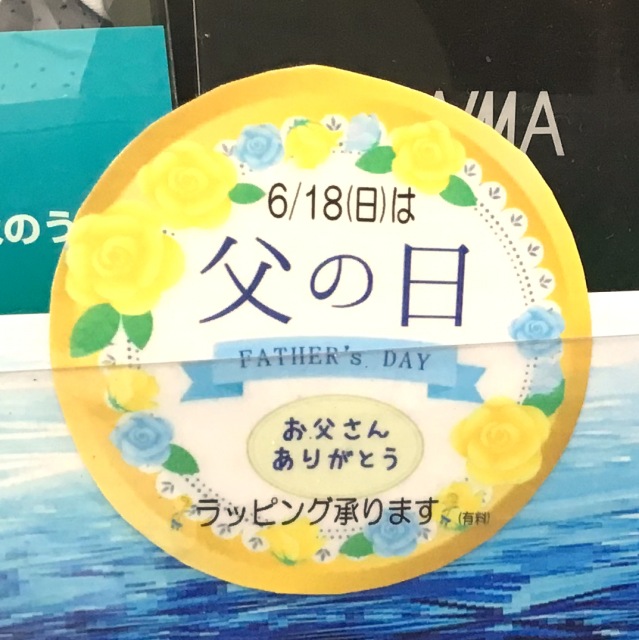 6/18(日)は
父の日
FATHER's DAY
お父さん
ありがとう
ラッピング承ります (有料)